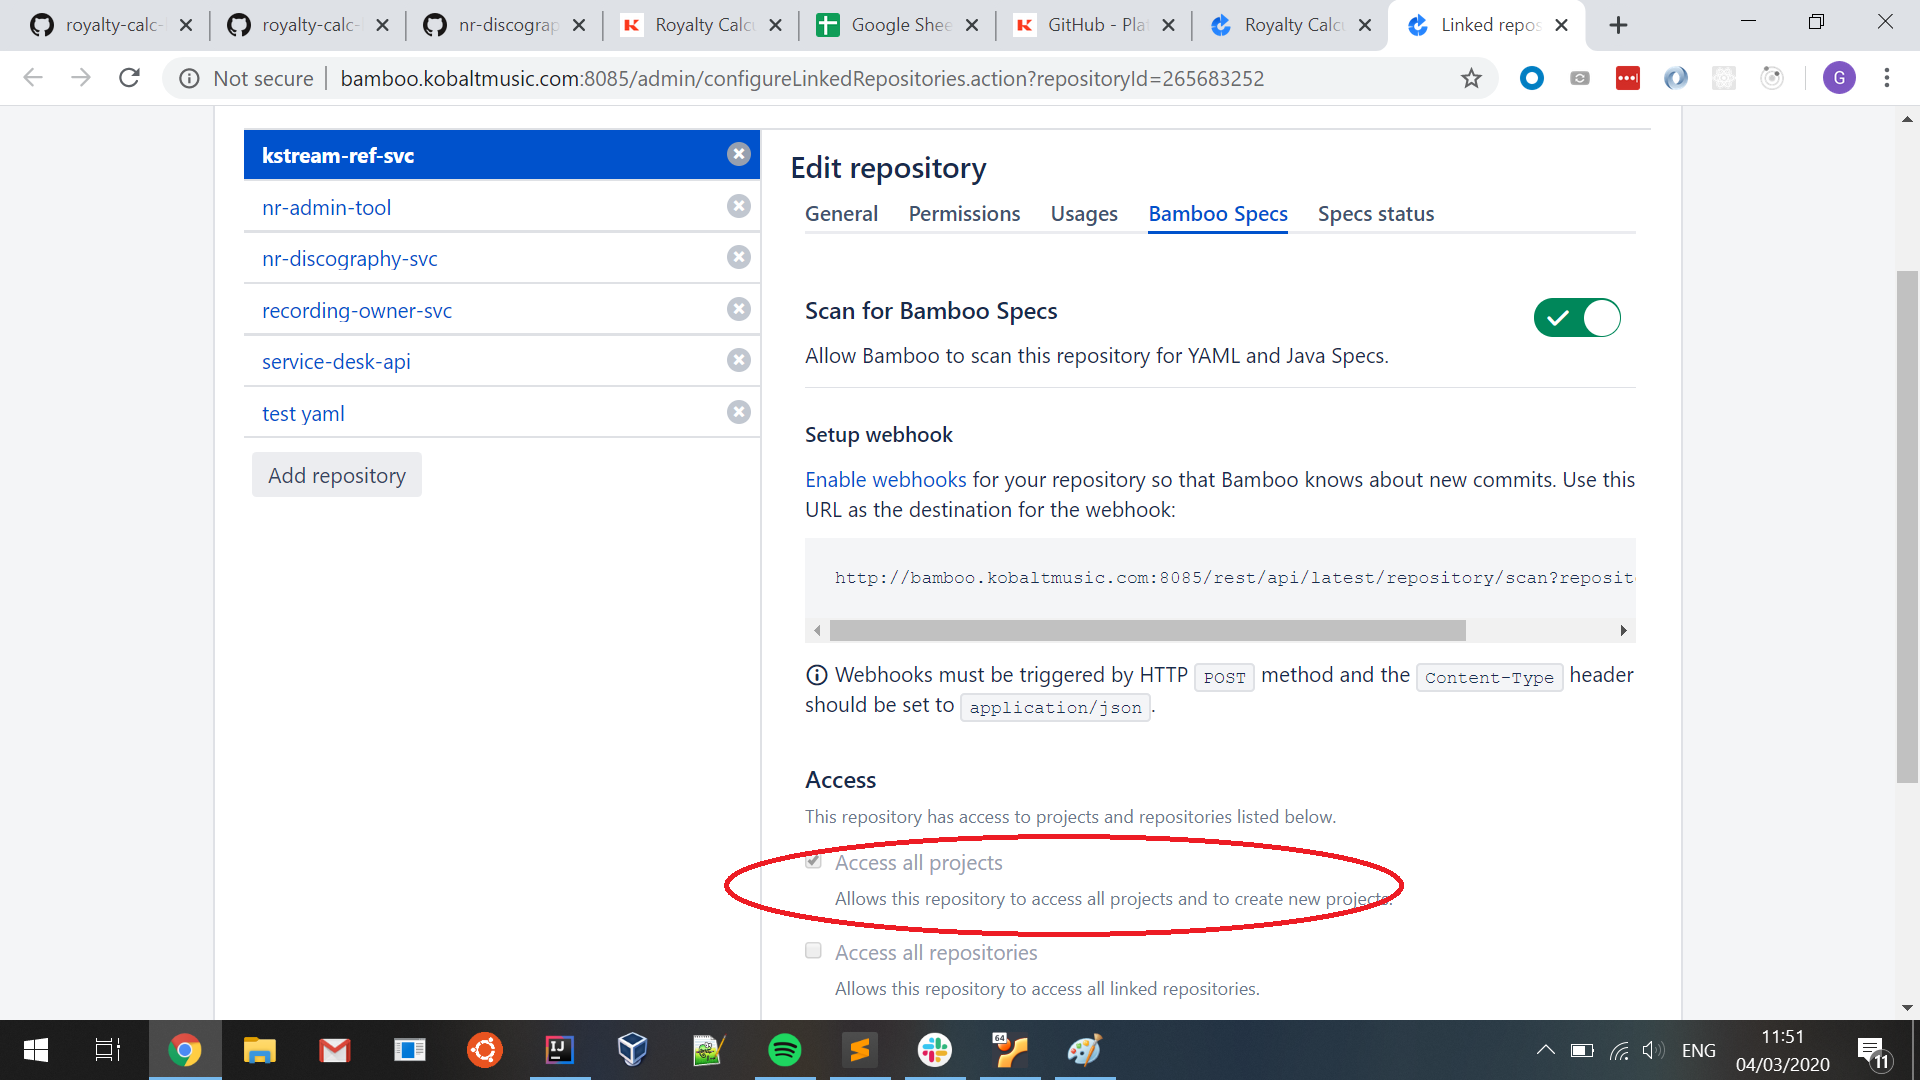 royalty-calc-
royalty-calc-
nr-discograp
Royalty Calcu
Google Shee
GitHub - Pla
Royalty Calcu
Linked repos
Not secure
bamboo.kobaltmusic.com:8085/admin/configureLinkedRepositories.action?repositoryId=265683252
G
kstream-ref-svc
nr-admin-tool
nr-discography-svc
recording-owner-svc
service-desk-api
test yaml
Add repository
Edit repository
General Permissions Usages Bamboo Specs Specs status
Scan for Bamboo Specs
Allow Bamboo to scan this repository for YAML and Java Specs.
Setup webhook
Enable webhooks for your repository so that Bamboo knows about new commits. Use this
URL as the destination for the webhook:
http://bamboo.kobaltmusic.com:8085/rest/api/latest/repository/scan?reposit
Webhooks must be triggered by HTTP POST method and the Content-Type header
should be set to application/json.
Access
This repository has access to projects and repositories listed below.
Access all projects
Allows this repository to access all projects and to create new projects.
Access all repositories
Allows this repository to access all linked repositories.
IJ
64
ENG
11:51
04/03/2020
11